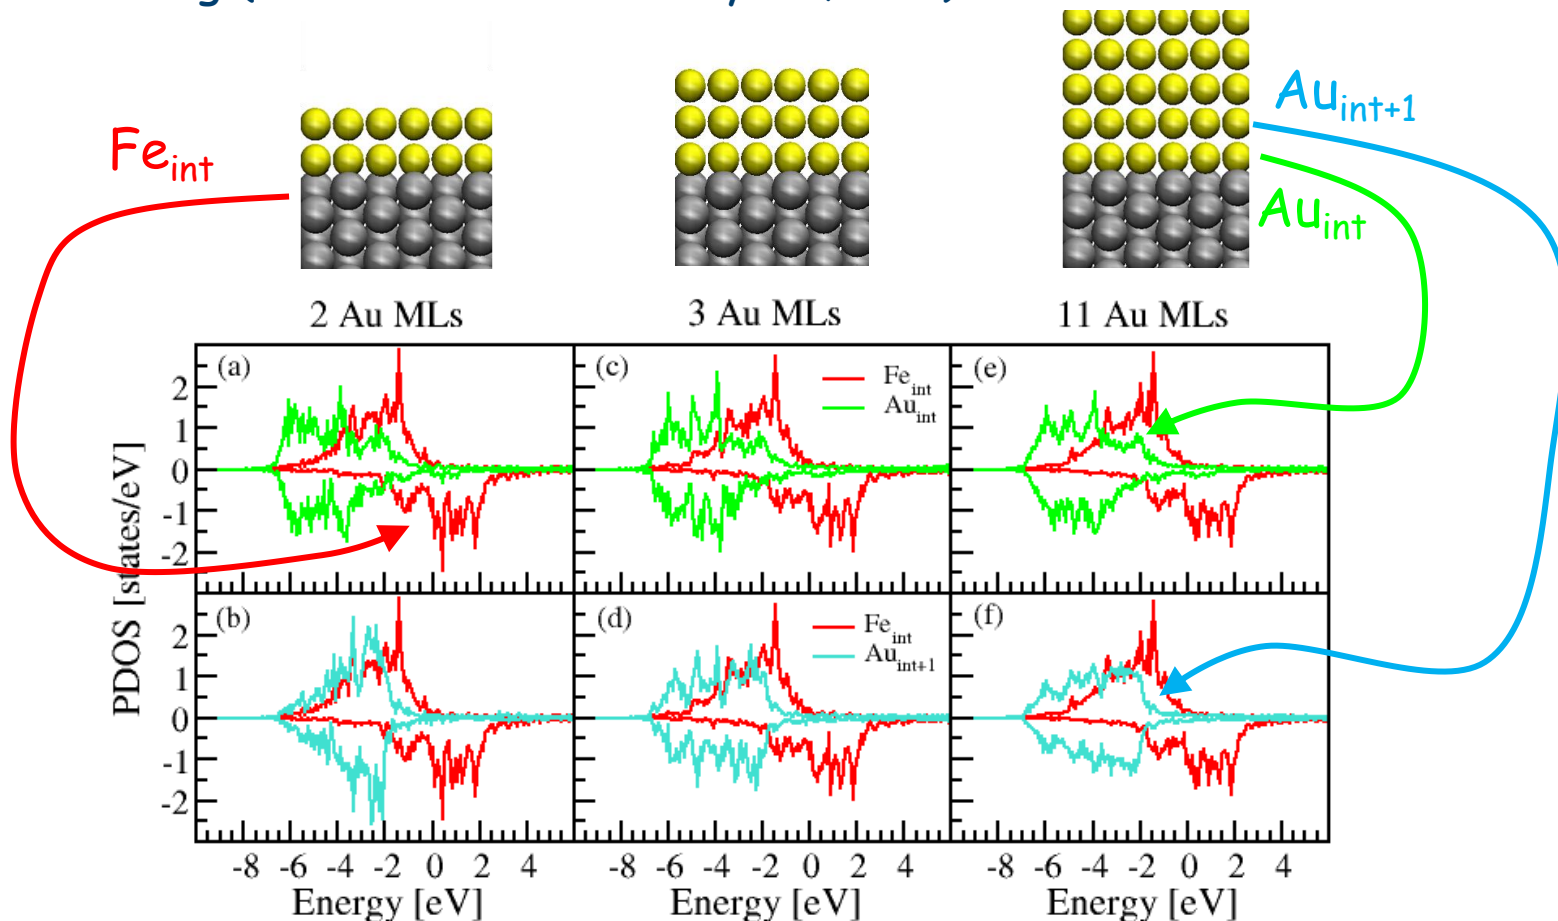 Au_int+1
Fe_int
Au_int
2 Au MLs
3 Au MLs
11 Au MLs
PDOS [states/eV]
(a)
(c)
Fe_int
Au_int
(e)
2
1
0
-1
-2
(b)
(d)
Fe_int
Au_int+1
(f)
2
1
0
-1
-2
-8 -6 -4 -2 0 2 4
-8 -6 -4 -2 0 2 4
-8 -6 -4 -2 0 2 4
Energy [eV]
Energy [eV]
Energy [eV]